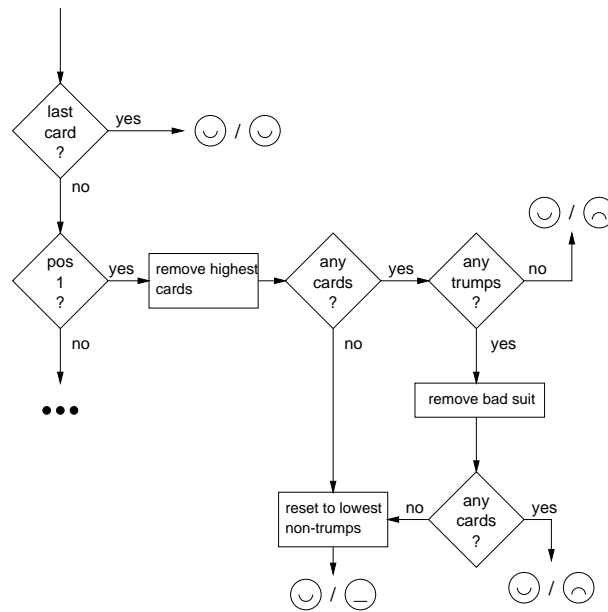 last
card
?
yes
/
no
pos
1
?
yes
remove highest
cards
any
cards
?
yes
any
trumps
?
no
/
no
•••
no
yes
remove bad suit
reset to lowest
non-trumps
no
any
cards
?
yes
/
/